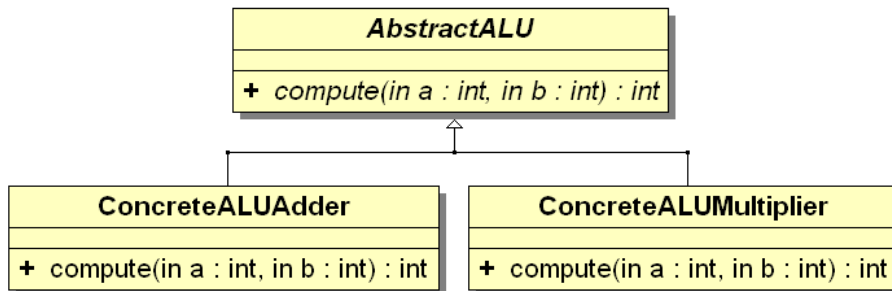 AbstractALU
+ compute(in a : int, in b : int) : int
ConcreteALUAdder
+ compute(in a : int, in b : int) : int
ConcreteALUMultiplier
+ compute(in a : int, in b : int) : int